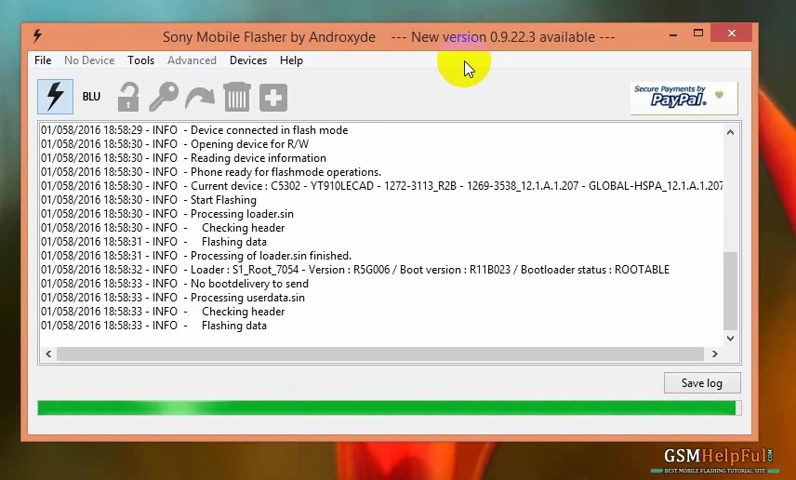 Sony Mobile Flasher by Androxyde --- New version 0.9.22.3 available ---
File No Device Tools Advanced Devices Help
BLU
Secure Payments by
PayPal.
01/058/2016 18:58:29 - INFO - Device connected in flash mode
01/058/2016 18:58:30 - INFO - Opening device for R/W
01/058/2016 18:58:30 - INFO - Reading device information
01/058/2016 18:58:30 - INFO - Phone ready for flashmode operations.
01/058/2016 18:58:30 - INFO - Current device : C5302 - YT910LECAD - 1272-3113_R2B - 1269-3538_12.1.A.1.207 - GLOBAL-HSPA_12.1.A.1.207
01/058/2016 18:58:30 - INFO - Start Flashing
01/058/2016 18:58:30 - INFO - Processing loader.sin
01/058/2016 18:58:30 - INFO - Checking header
01/058/2016 18:58:31 - INFO - Flashing data
01/058/2016 18:58:31 - INFO - Processing of loader.sin finished.
01/058/2016 18:58:32 - INFO - Loader : S1_Root_7054 - Version : R5G006 / Boot version : R11B023 / Bootloader status : ROOTABLE
01/058/2016 18:58:33 - INFO - No bootdelivery to send
01/058/2016 18:58:33 - INFO - Processing userdata.sin
01/058/2016 18:58:33 - INFO - Checking header
01/058/2016 18:58:33 - INFO - Flashing data
Save log
GSMHelpFul.com
BEST MOBILE FLASHING TUTORIAL SITE